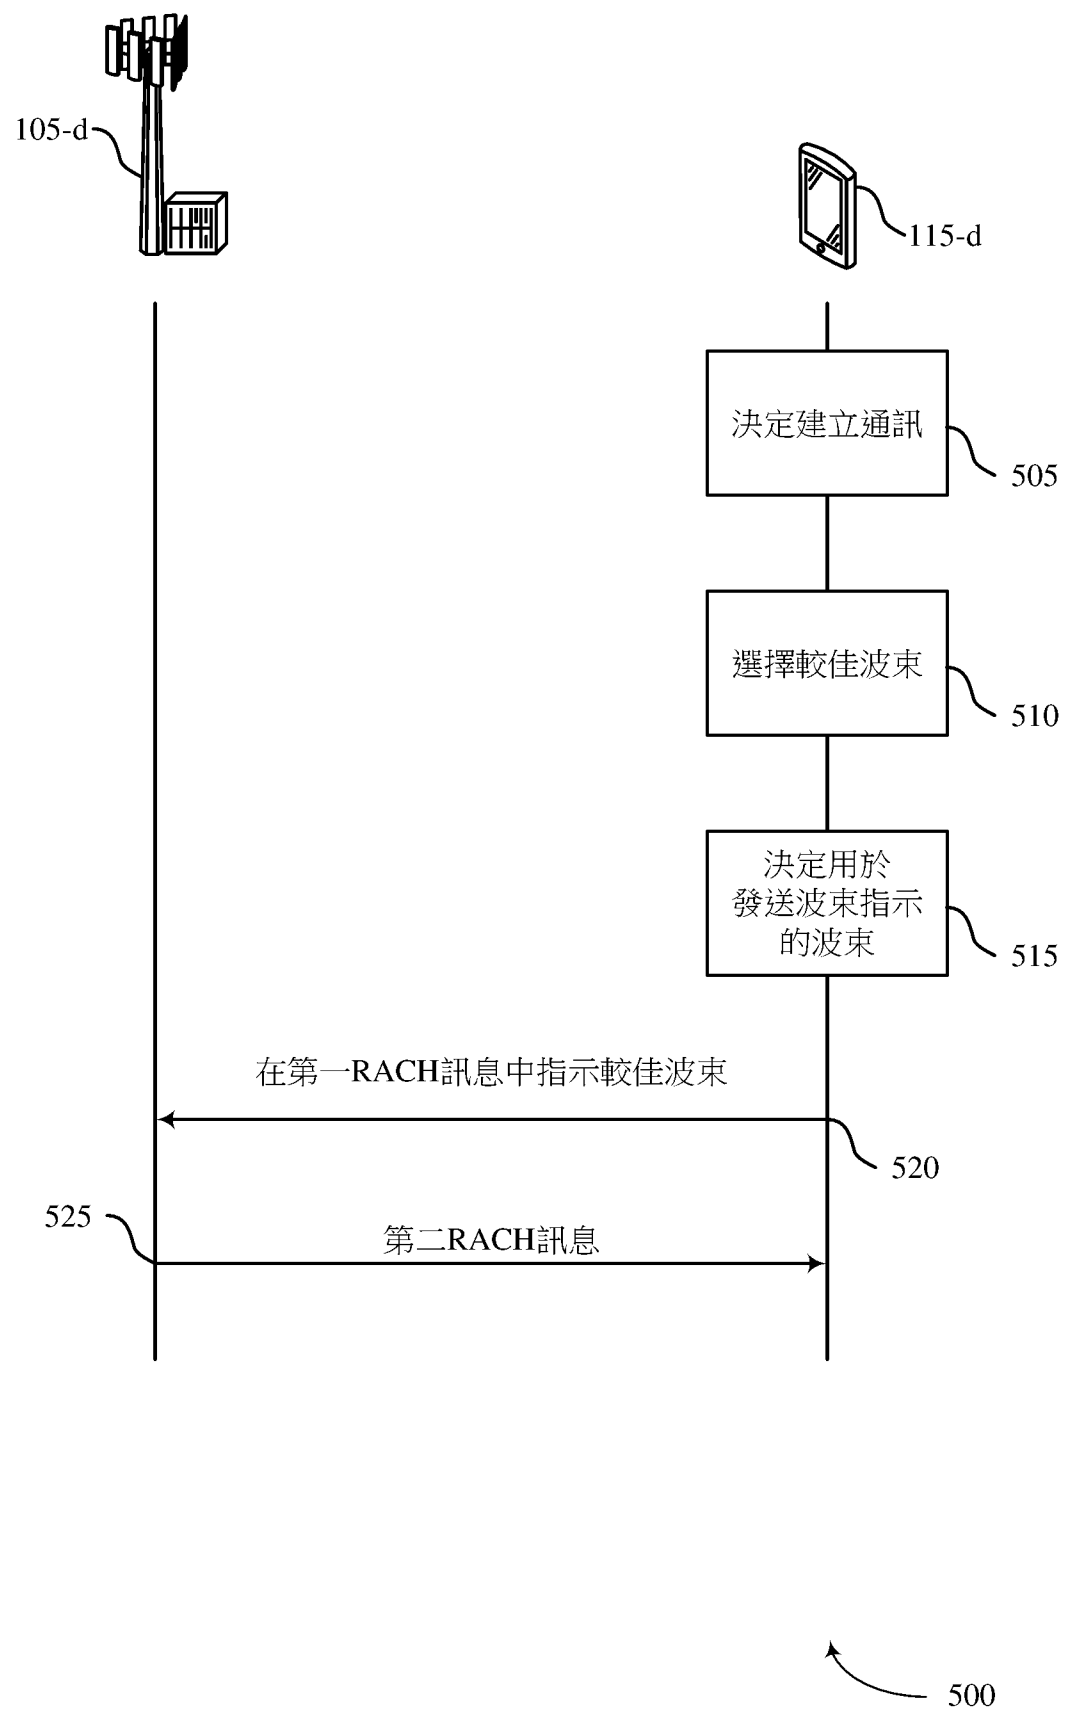 105-d
115-d
決定建立通訊
505
選擇較佳波束
510
決定用於
發送波束指示
的波束
515
在第一RACH訊息中指示較佳波束
520
525
第二RACH訊息
500